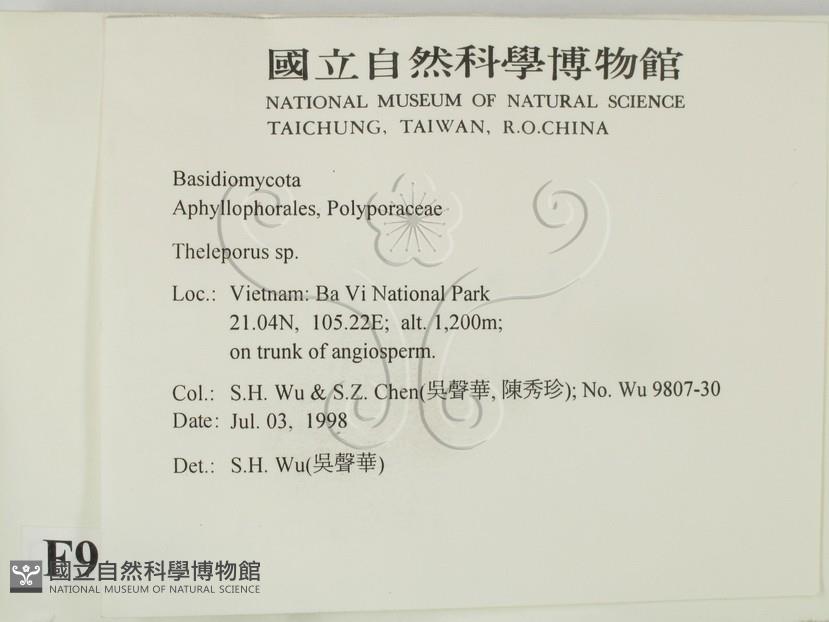 國立自然科學博物館
NATIONAL MUSEUM OF NATURAL SCIENCE
TAICHUNG, TAIWAN, R.O.CHINA
Basidiomycota
Aphyllophorales, Polyporaceae
Theleporus sp.
Loc.: Vietnam: Ba Vi National Park
21.04N, 105.22E; alt. 1,200m;
on trunk of angiosperm.
Col.: S.H. Wu & S.Z. Chen(吳聲華, 陳秀珍); No. Wu 9807-30
Date: Jul. 03, 1998
Det.: S.H. Wu(吳聲華)
F9
國立自然科學博物館
NATIONAL MUSEUM OF NATURAL SCIENCE